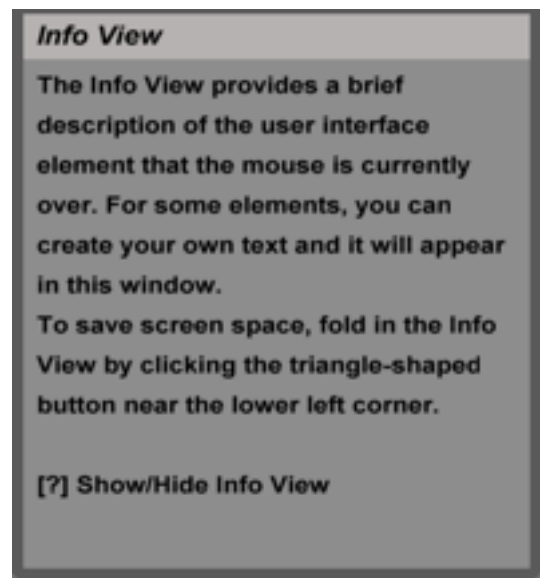 Info View
The Info View provides a brief
description of the user interface
element that the mouse is currently
over. For some elements, you can
create your own text and it will appear
in this window.
To save screen space, fold in the Info
View by clicking the triangle-shaped
button near the lower left corner.
[?] Show/Hide Info View